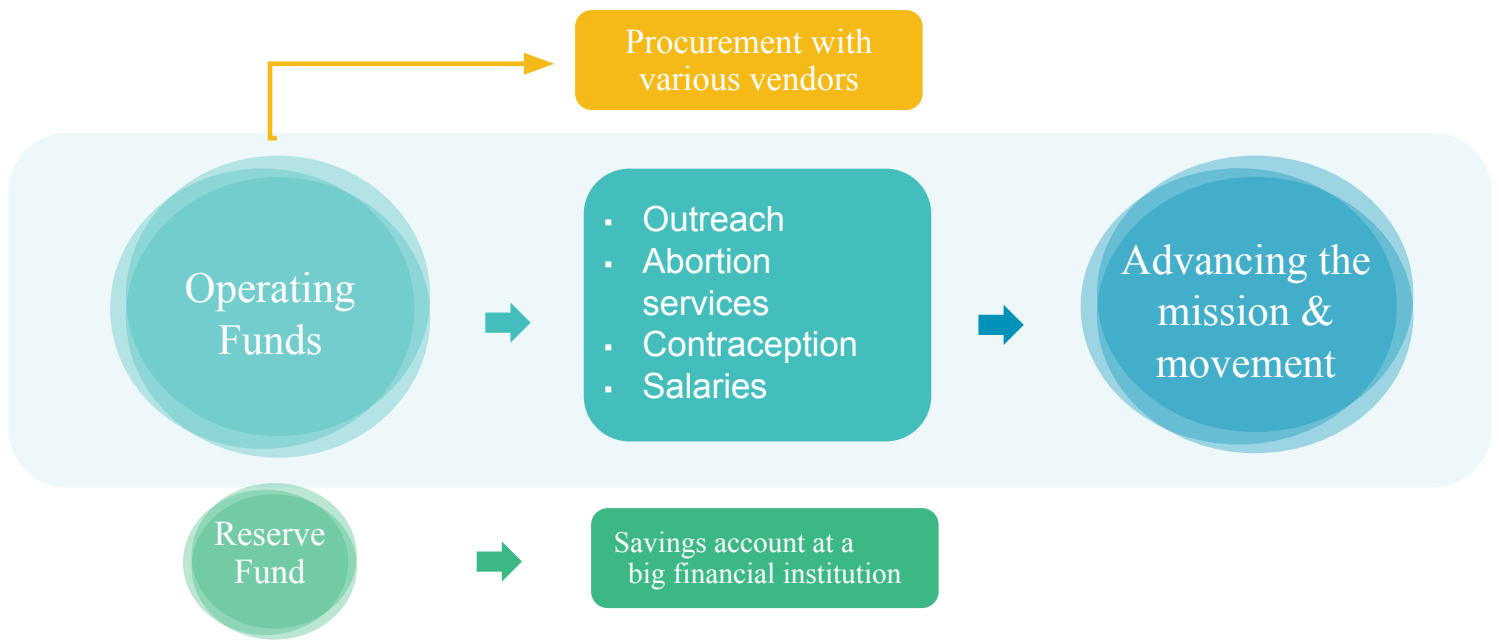 Procurement with
various vendors
Operating
Funds
▪ Outreach
▪ Abortion
services
▪ Contraception
▪ Salaries
Advancing the
mission &
movement
Reserve
Fund
Savings account at a
big financial institution